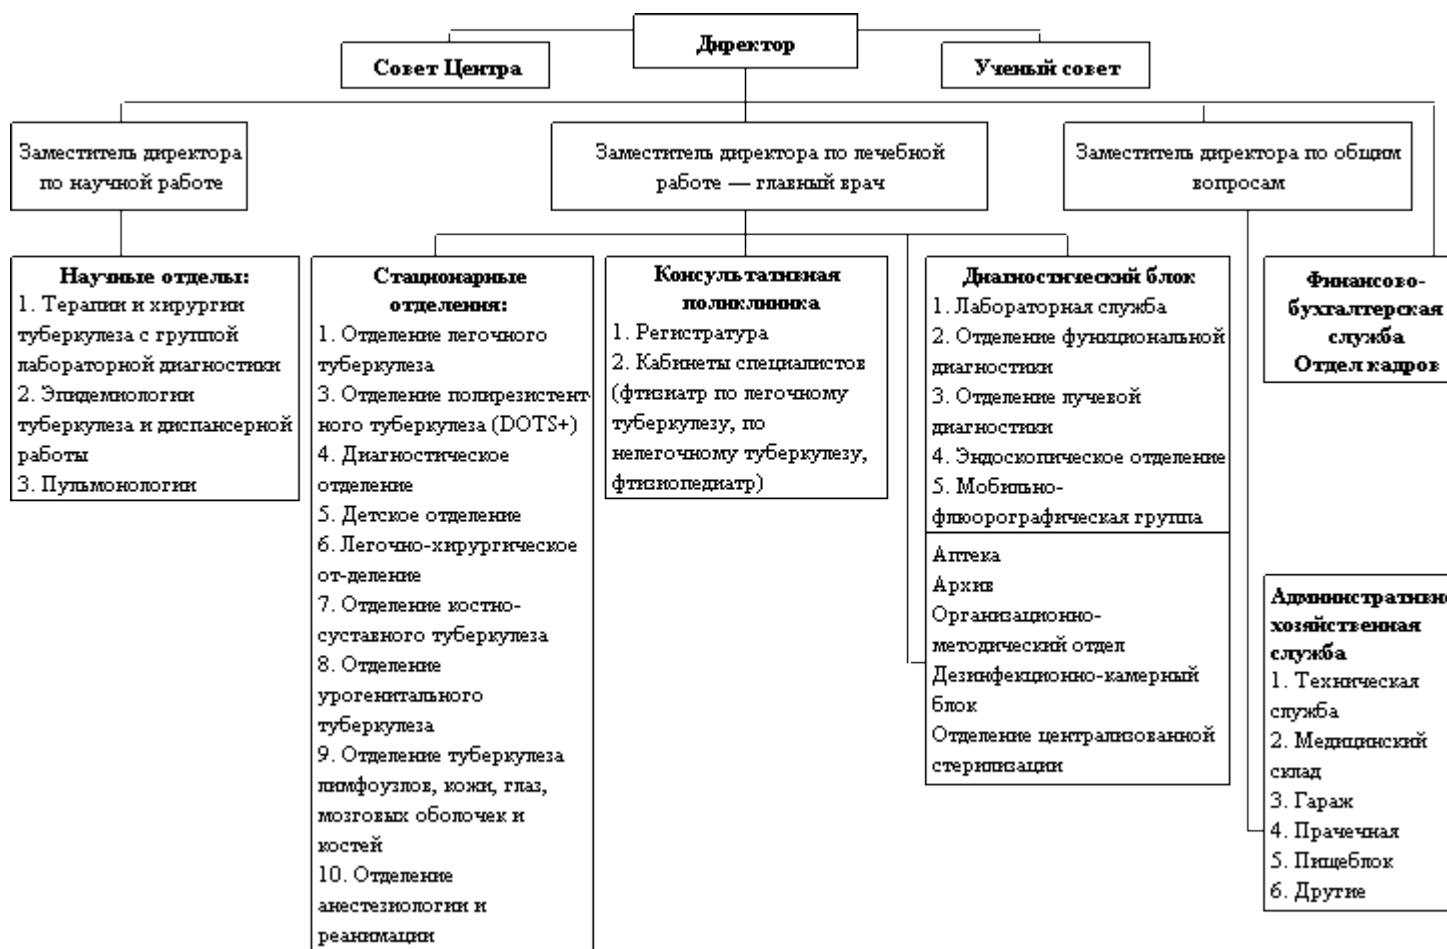 Директор
Совет Центра
Ученый совет
Заместитель директора
по научной работе
Заместитель директора по лечебной
работе — главный врач
Заместитель директора по общим
вопросам
Научные отделы:
1. Терапии и хирургии
туберкулеза с группой
лабораторной диагностики
2. Эпидемиологии
туберкулеза и диспансерной
работы
3. Пульмонологии
Стационарные
отделения:
1. Отделение легочного
туберкулеза
3. Отделение полирезистент-
ного туберкулеза (DOTS+)
4. Диагностическое
отделение
5. Детское отделение
6. Легочно-хирургическое
от-деление
7. Отделение костно-
суставного туберкулеза
8. Отделение
урогенитального
туберкулеза
9. Отделение туберкулеза
лимфоузлов, кожи, глаз,
мозговых оболочек и
костей
10. Отделение
анестезиологии и
реанимации
Консультативная
поликлиника
1. Регистратура
2. Кабинеты специалистов
(фтизиатр по легочному
туберкулезу, по
нелегочному туберкулезу,
фтизиопедиатр)
Диагностический блок
1. Лабораторная служба
2. Отделение функциональной
диагностики
3. Отделение лучевой
диагностики
4. Эндоскопическое отделение
5. Мобильно-
флюорографическая группа
Аптека
Архив
Организационно-
методический отдел
Дезинфекционно-камерный
блок
Отделение централизованной
стерилизации
Финансово-
бухгалтерская
служба
Отдел кадров
Административно
хозяйственная
служба
1. Техническая
служба
2. Медицинский
склад
3. Гараж
4. Прачечная
5. Пищеблок
6. Другие